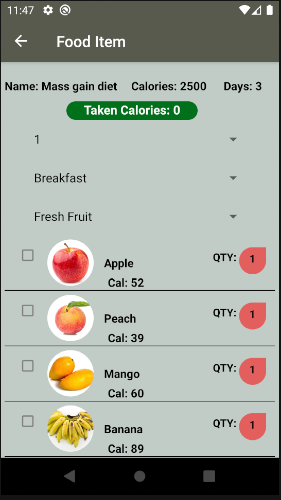 11:47
Food Item
Name: Mass gain diet Calories: 2500 Days: 3
Taken Calories: 0
1
Breakfast
Fresh Fruit
Apple QTY: 1
Cal: 52
Peach QTY: 1
Cal: 39
Mango QTY: 1
Cal: 60
Banana QTY: 1
Cal: 89